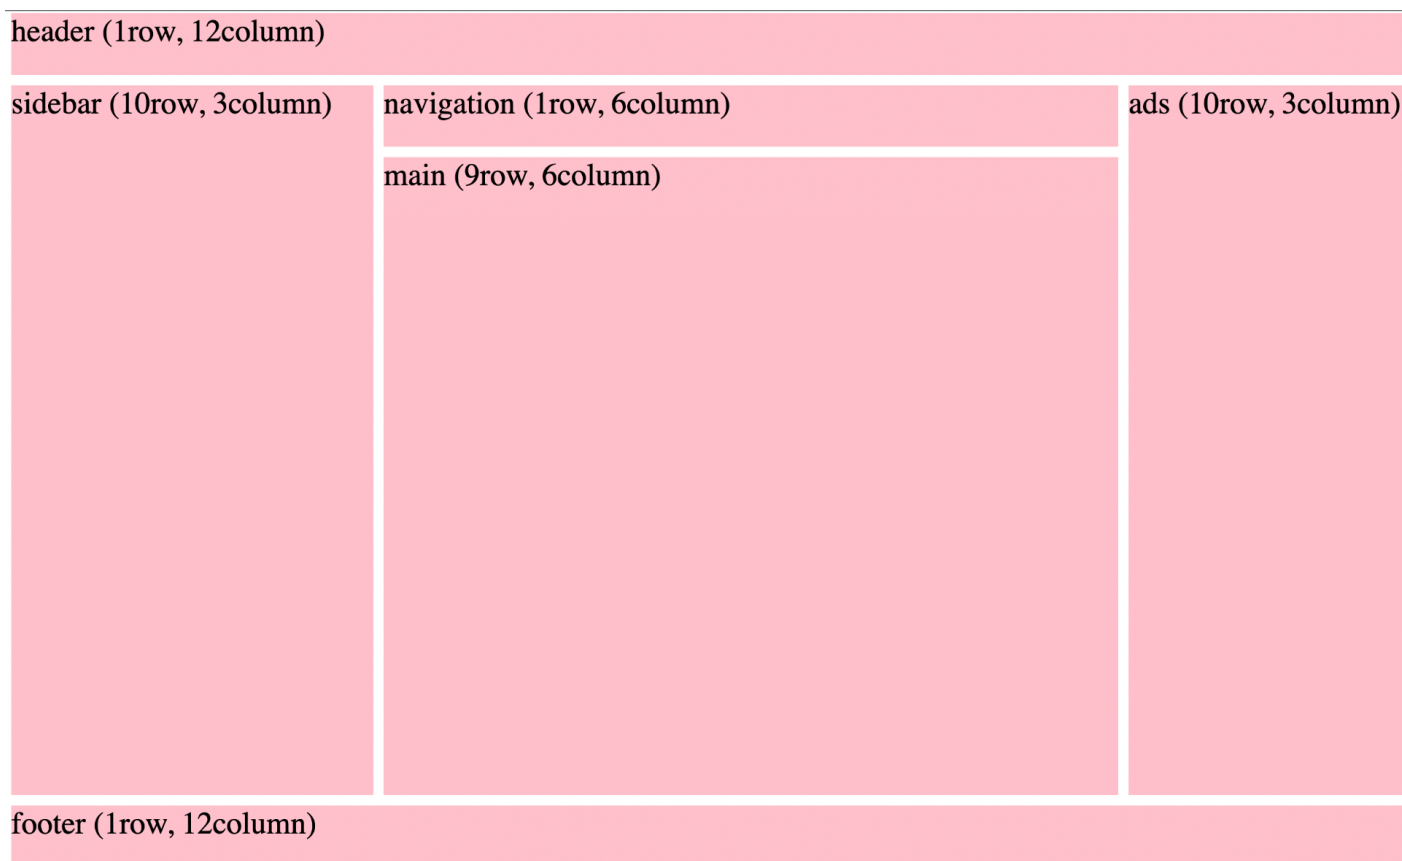 header (1row, 12column)
sidebar (10row, 3column)
navigation (1row, 6column)
ads (10row, 3column)
main (9row, 6column)
footer (1row, 12column)